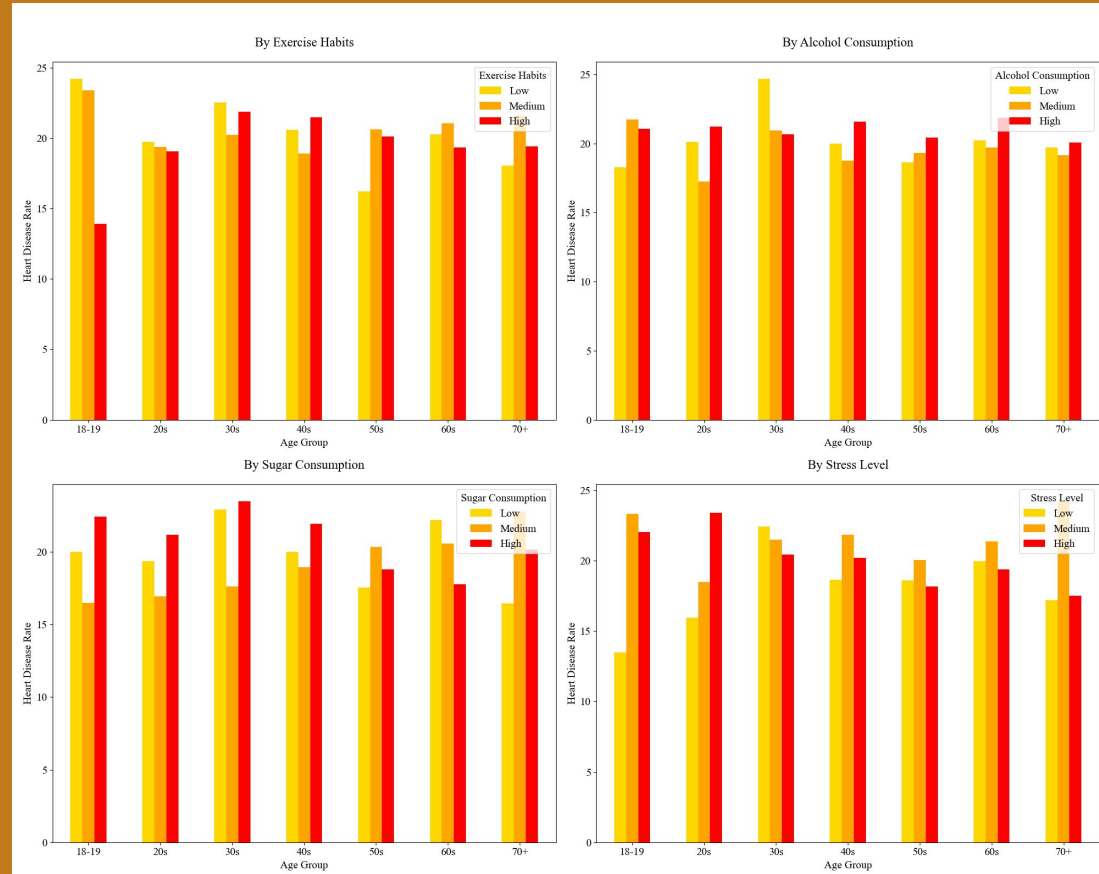 By Exercise Habits
Heart Disease Rate
25
20
15
10
5
0
Exercise Habits
Low
Medium
High
18-19 20s 30s 40s 50s 60s 70+
Age Group
By Alcohol Consumption
Heart Disease Rate
25
20
15
10
5
0
Alcohol Consumption
Low
Medium
High
18-19 20s 30s 40s 50s 60s 70+
Age Group
By Sugar Consumption
Heart Disease Rate
20
15
10
5
0
Sugar Consumption
Low
Medium
High
18-19 20s 30s 40s 50s 60s 70+
Age Group
By Stress Level
Heart Disease Rate
25
20
15
10
5
0
Stress Level
Low
Medium
High
18-19 20s 30s 40s 50s 60s 70+
Age Group